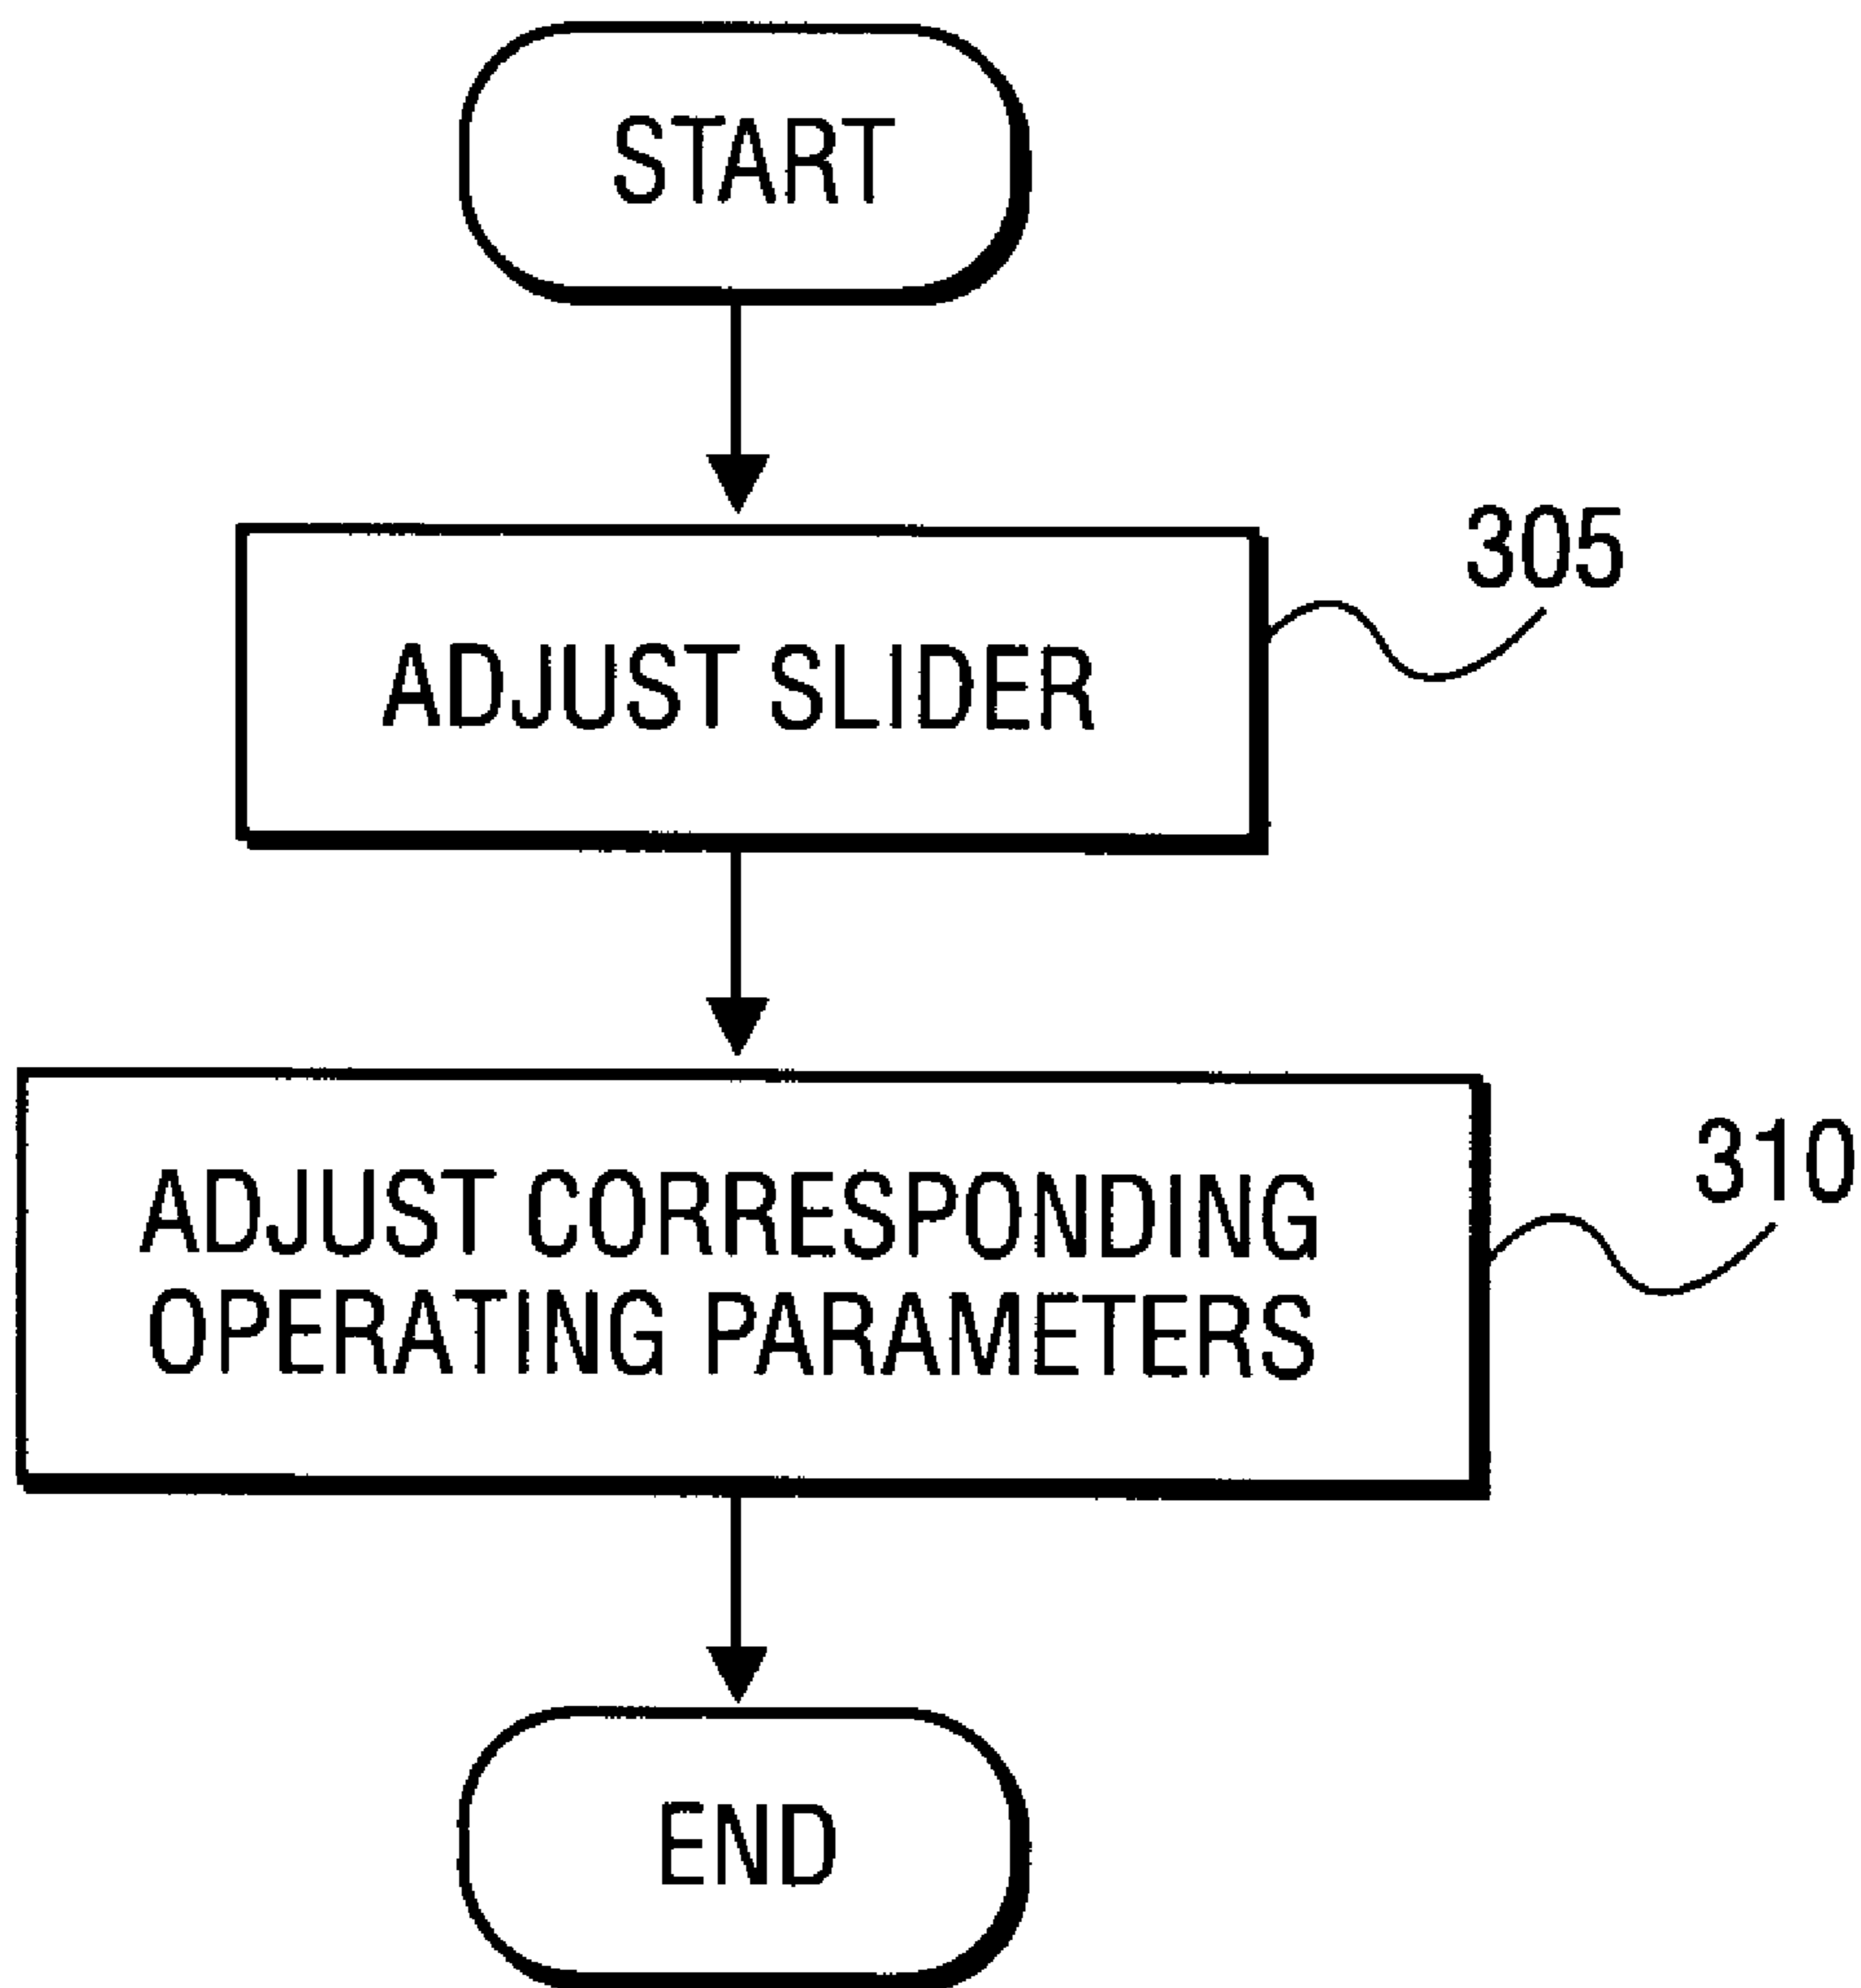 START
305
ADJUST SLIDER
310
ADJUST CORRESPONDING
OPERATING PARAMETERS
END